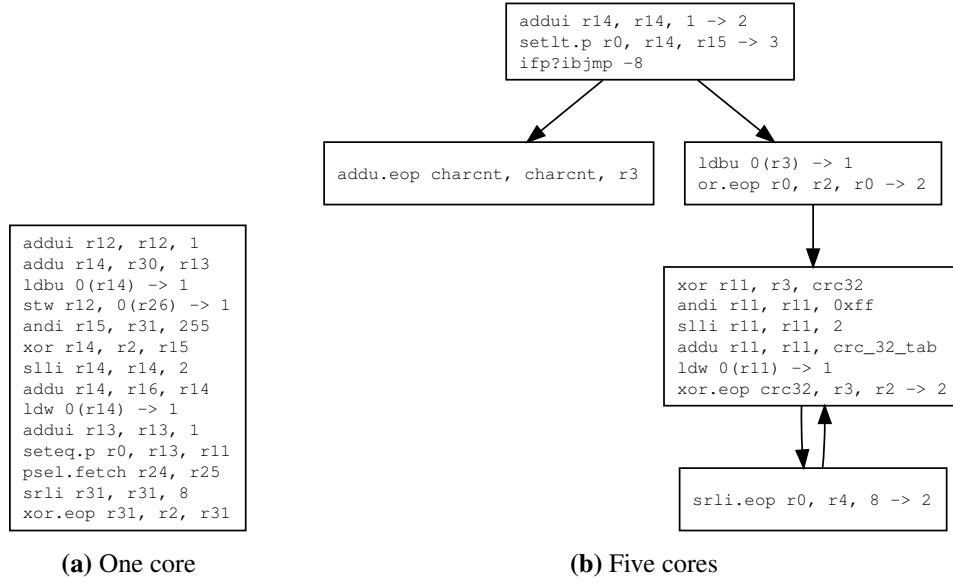 addui r14, r14, 1 -> 2
setlt.p r0, r14, r15 -> 3
ifp?ibjmp -8
addu.eop charcnt, charcnt, r3
ldbu 0(r3) -> 1
or.eop r0, r2, r0 -> 2
addui r12, r12, 1
addu r14, r30, r13
ldbu 0(r14) -> 1
stw r12, 0(r26) -> 1
andi r15, r31, 255
xor r14, r2, r15
slli r14, r14, 2
addu r14, r16, r14
ldw 0(r14) -> 1
addui r13, r13, 1
seteq.p r0, r13, r11
psel.fetch r24, r25
srli r31, r31, 8
xor.eop r31, r2, r31
xor r11, r3, crc32
andi r11, r11, 0xff
slli r11, r11, 2
addu r11, r11, crc_32_tab
ldw 0(r11) -> 1
xor.eop crc32, r3, r2 -> 2
srli.eop r0, r4, 8 -> 2
(a) One core
(b) Five cores